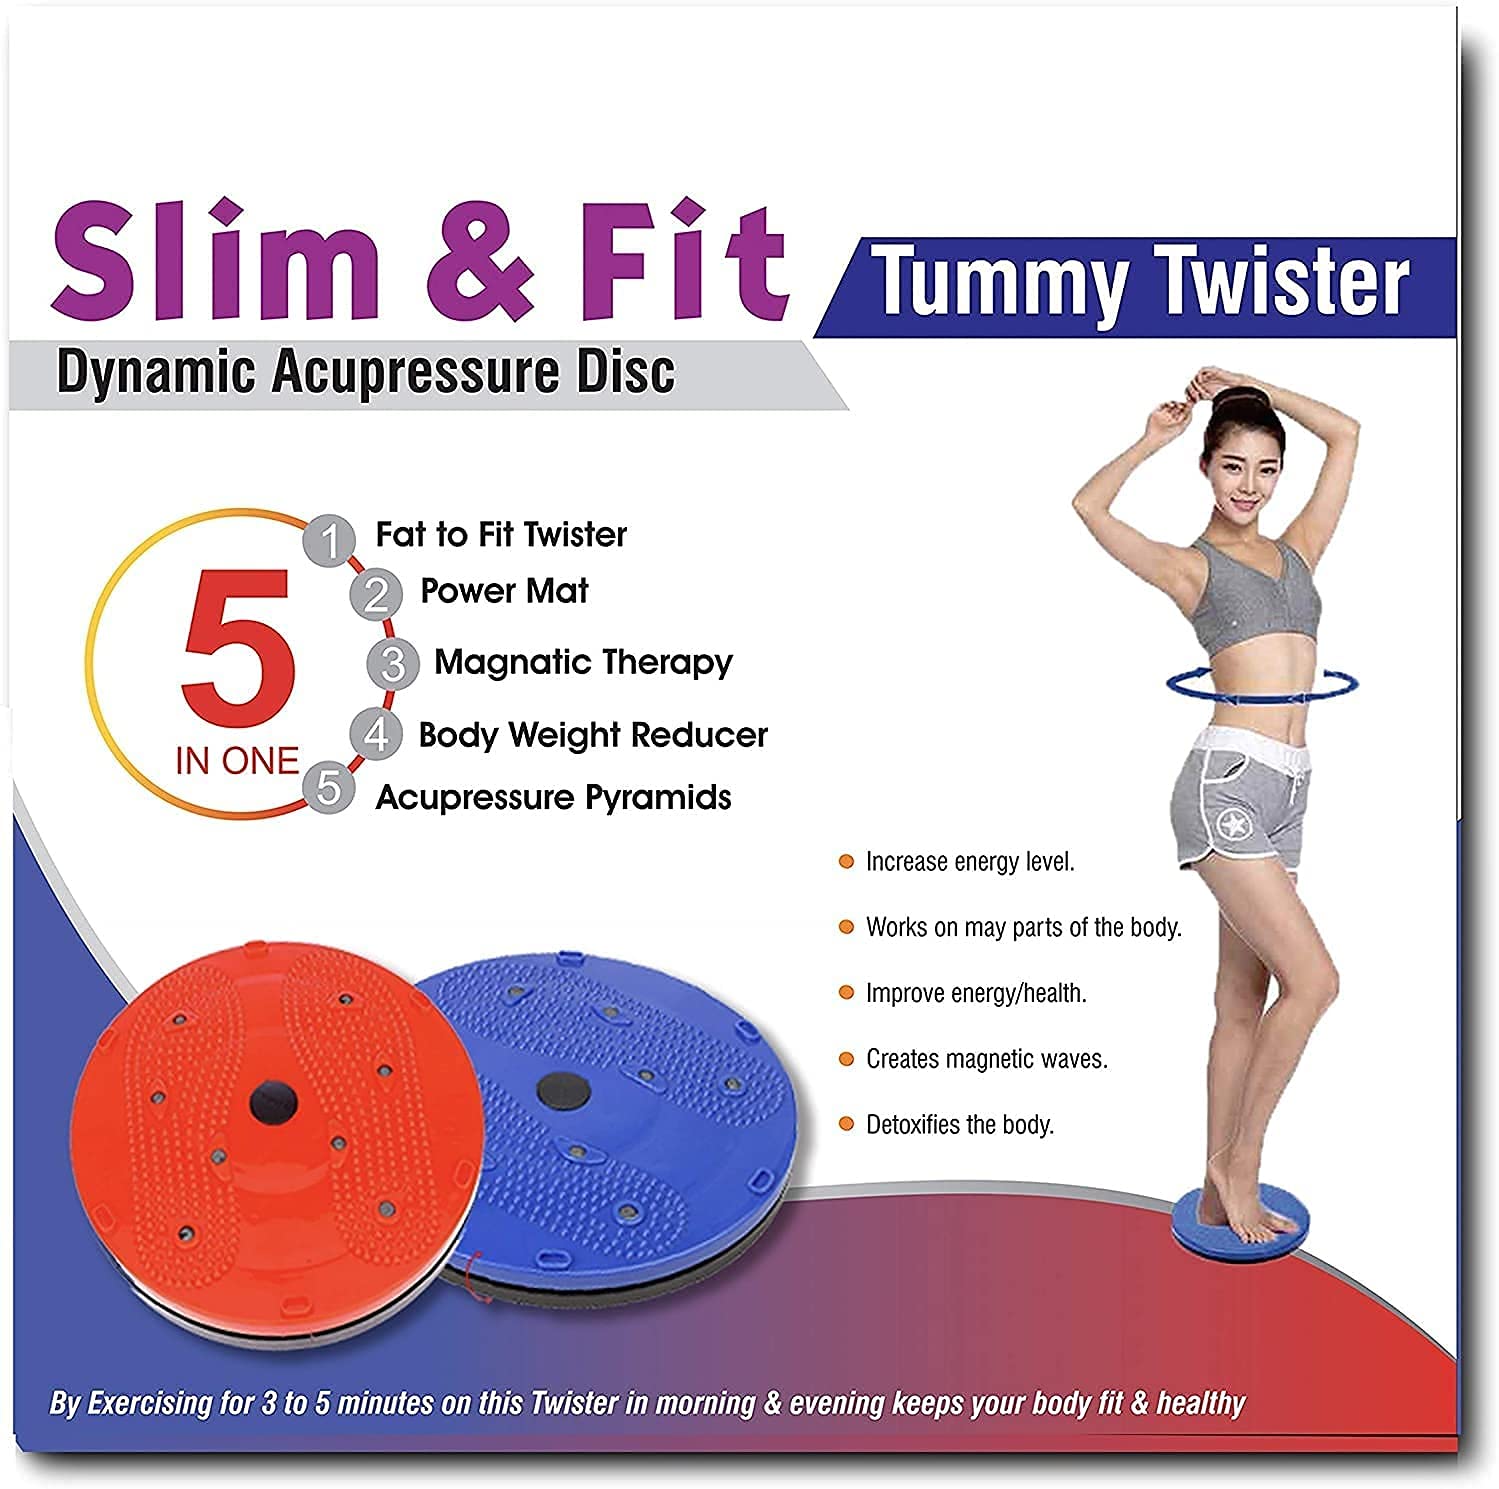 Slim & Fit
Tummy Twister
Dynamic Acupressure Disc
5
IN ONE
1 Fat to Fit Twister
2 Power Mat
3 Magnatic Therapy
4 Body Weight Reducer
5 Acupressure Pyramids
Increase energy level.
Works on may parts of the body.
Improve energy/health.
Creates magnetic waves.
Detoxifies the body.
By Exercising for 3 to 5 minutes on this Twister in morning & evening keeps your body fit & healthy